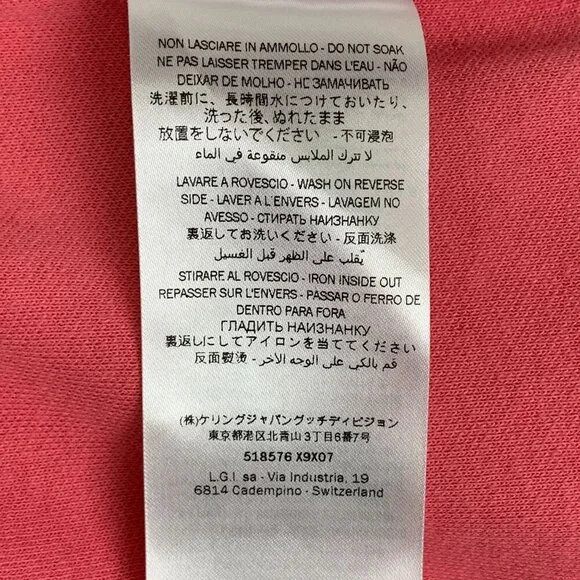 NON LASCIARE IN AMMOLLO - DO NOT SOAK
NE PAS LAISSER TREMPER DANS L'EAU - NÃO
DEIXAR DE MOLHO - НЕ ЗАМАЧИВАТЬ
洗濯前に、長時間水につけておいたり、
洗った後、ぬれたまま
放置をしないでください - 不可浸泡
لا تترك الملابس منقوعة في الماء
LAVARE A ROVESCIO - WASH ON REVERSE
SIDE - LAVER A L'ENVERS - LAVAGEM NO
AVESSO - СТИРАТЬ НАИЗНАНКУ
裏返してお洗いください - 反面洗涤
يُقلب على الظهر قبل الغسيل
STIRARE AL ROVESCIO - IRON INSIDE OUT
REPASSER SUR L'ENVERS - PASSAR O FERRO DE
DENTRO PARA FORA
ГЛАДИТЬ НАИЗНАНКУ
裏返しにしてアイロンを当ててください
反面熨烫 - قم بالكي على الوجه الآخر
(株)ケリングジャパングッチディビジョン
東京都港区北青山3丁目6番7号
518576 X9X07
L.G.I. sa - Via Industria, 19
6814 Cadempino - Switzerland